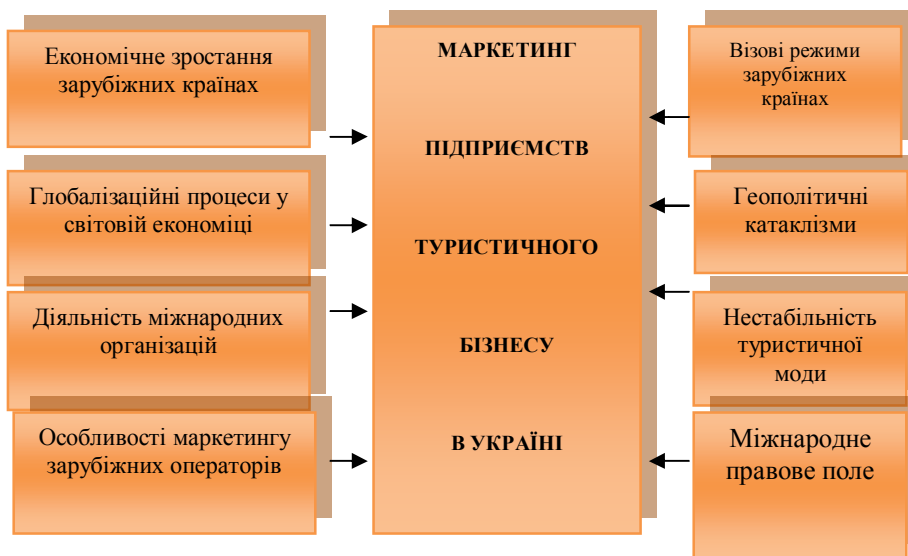 Економічне зростання
зарубіжних країнах
Глобалізаційні процеси у
світовій економіці
Діяльність міжнародних
організацій
Особливості маркетингу
зарубіжних операторів
МАРКЕТИНГ
ПІДПРИЄМСТВ
ТУРИСТИЧНОГО
БІЗНЕСУ
В УКРАЇНІ
Візові режими
зарубіжних
країнах
Геополітичні
катаклізми
Нестабільність
туристичної
моди
Міжнародне
правове поле